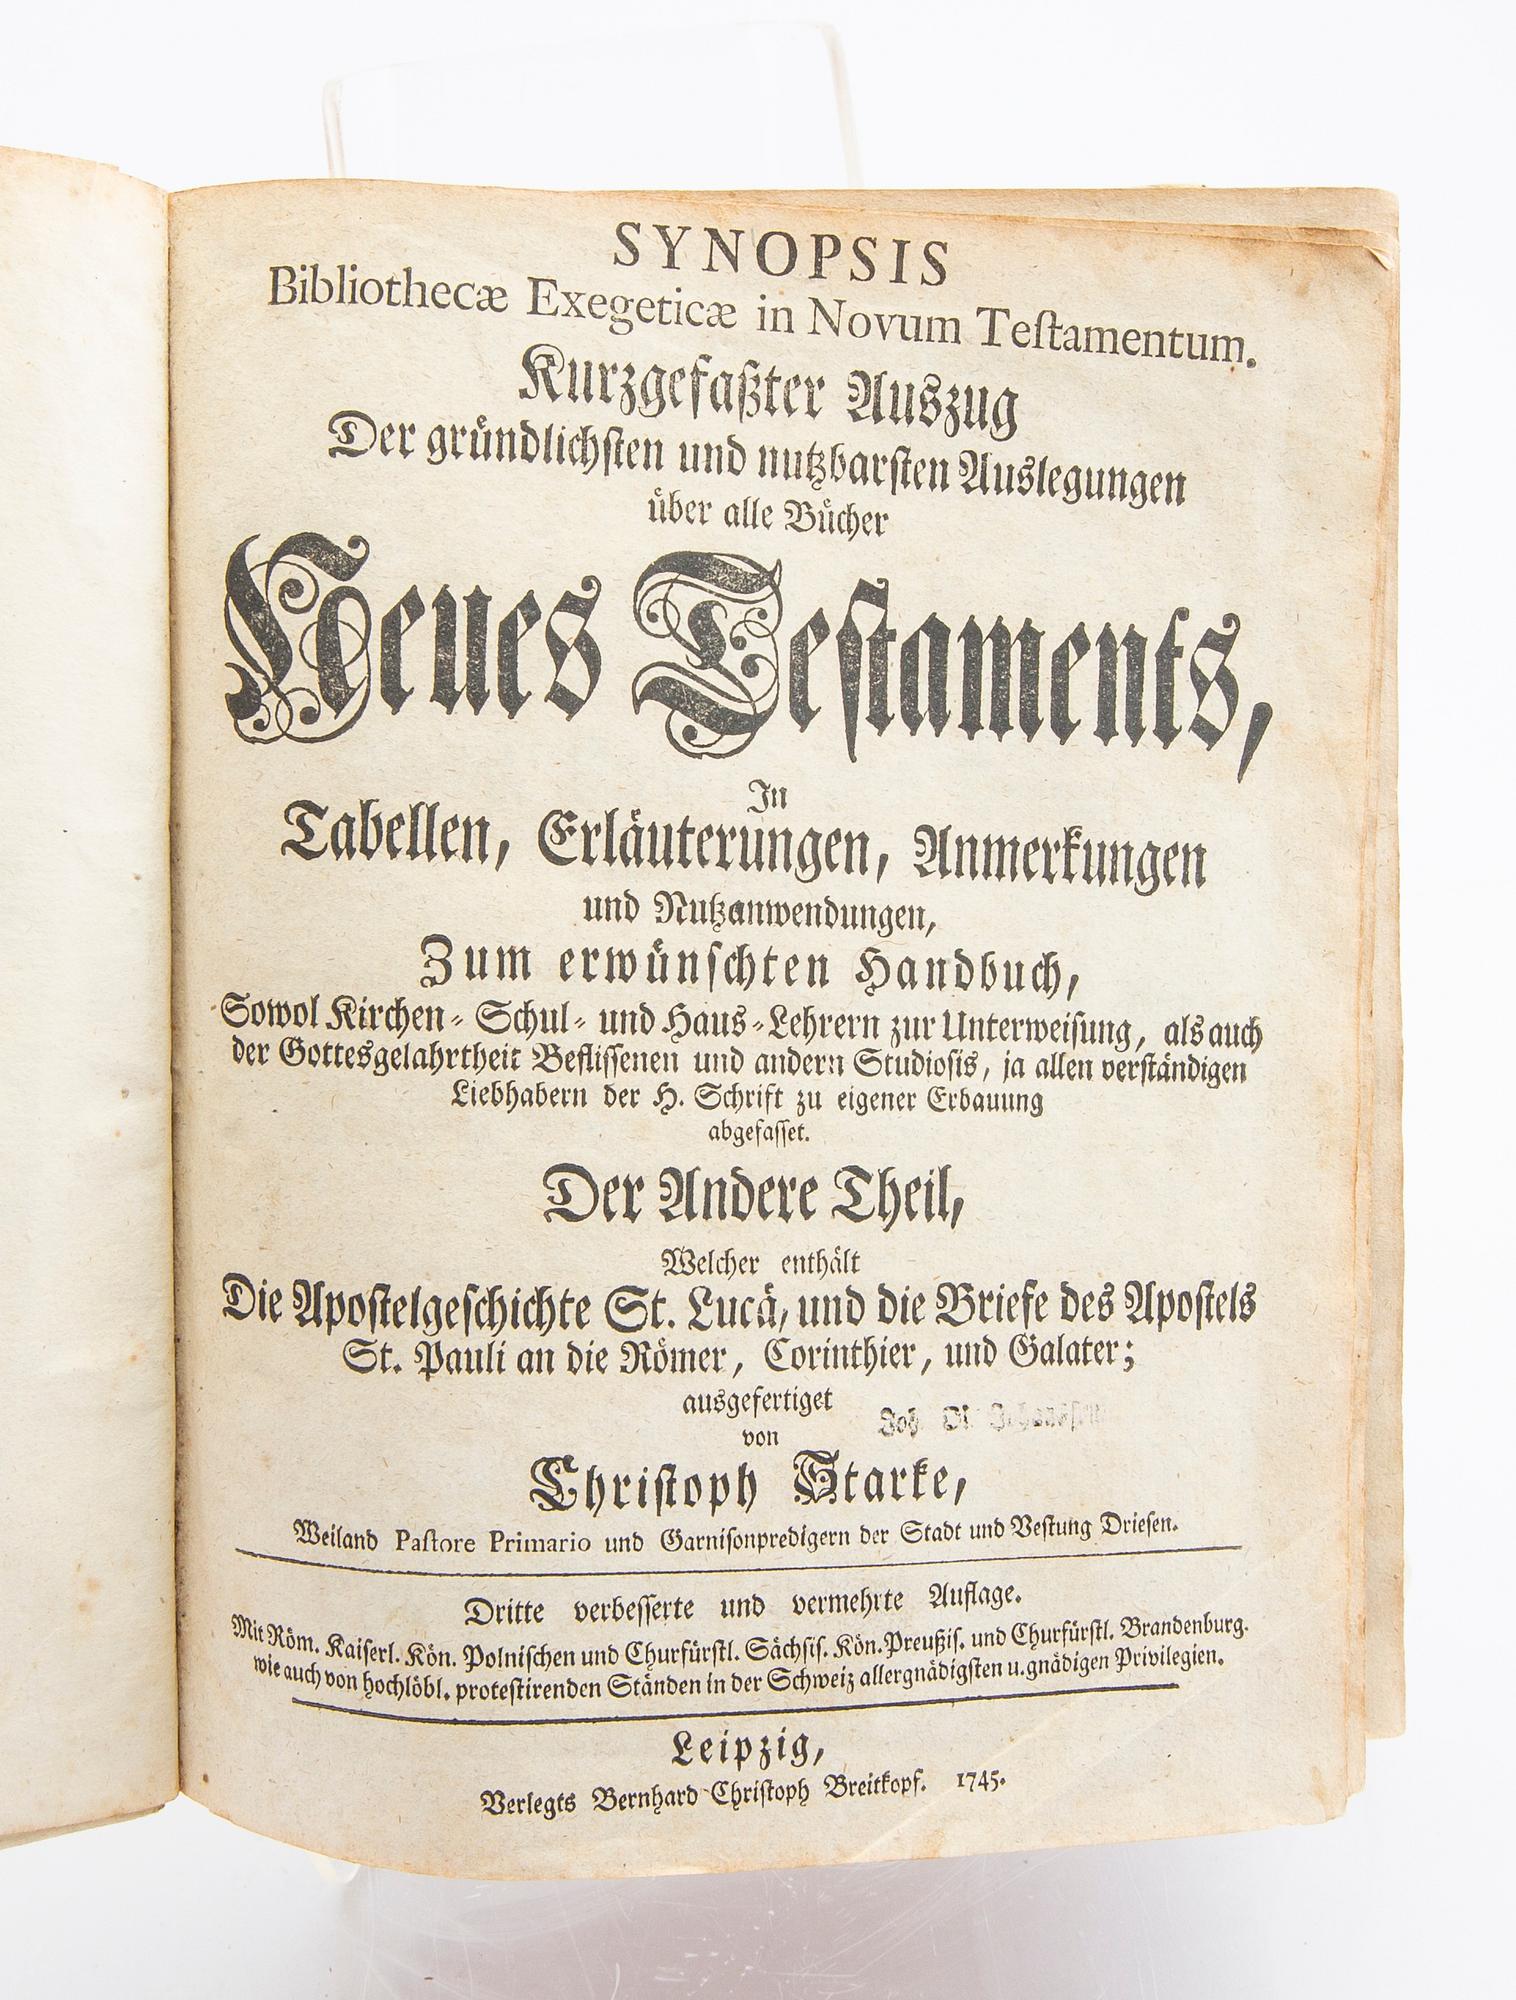 SYNOPSIS
Bibliothecæ Exegeticæ in Novum Teſtamentum.
Kurzgefaßter Auszug
Der gründlichſten und nutzbarſten Auslegungen
über alle Bücher
Neues Teſtaments,
In
Tabellen, Erläuterungen, Anmerkungen
und Nutzanwendungen,
Zum erwünſchten Handbuch,
Sowol Kirchen- Schul- und Haus-Lehrern zur Unterweiſung, als auch
der Gottesgelahrtheit Befliſſenen und andern Studioſis, ja allen verſtändigen
Liebhabern der H. Schrift zu eigener Erbauung
abgefaſſet.
Der Andere Theil,
Welcher enthält
Die Apoſtelgeſchichte St. Lucä, und die Briefe des Apoſtels
St. Pauli an die Römer, Corinthier, und Galater;
ausgefertiget
von
Joh.
Chriſtoph Starke,
Weiland Paſtore Primario und Garniſonpredigern der Stadt und Veſtung Drieſen.
Dritte verbeſſerte und vermehrte Auflage.
Mit Röm. Kaiſerl. Kön. Polniſchen und Churfürſtl. Sächſiſ. Kön. Preußiſ. und Churfürſtl. Brandenburg.
wie auch von hochlöbl. proteſtirenden Ständen in der Schweiz allergnädigſten u. gnädigen Privilegien.
Leipzig,
Verlegts Bernhard Chriſtoph Breitkopf. 1745.